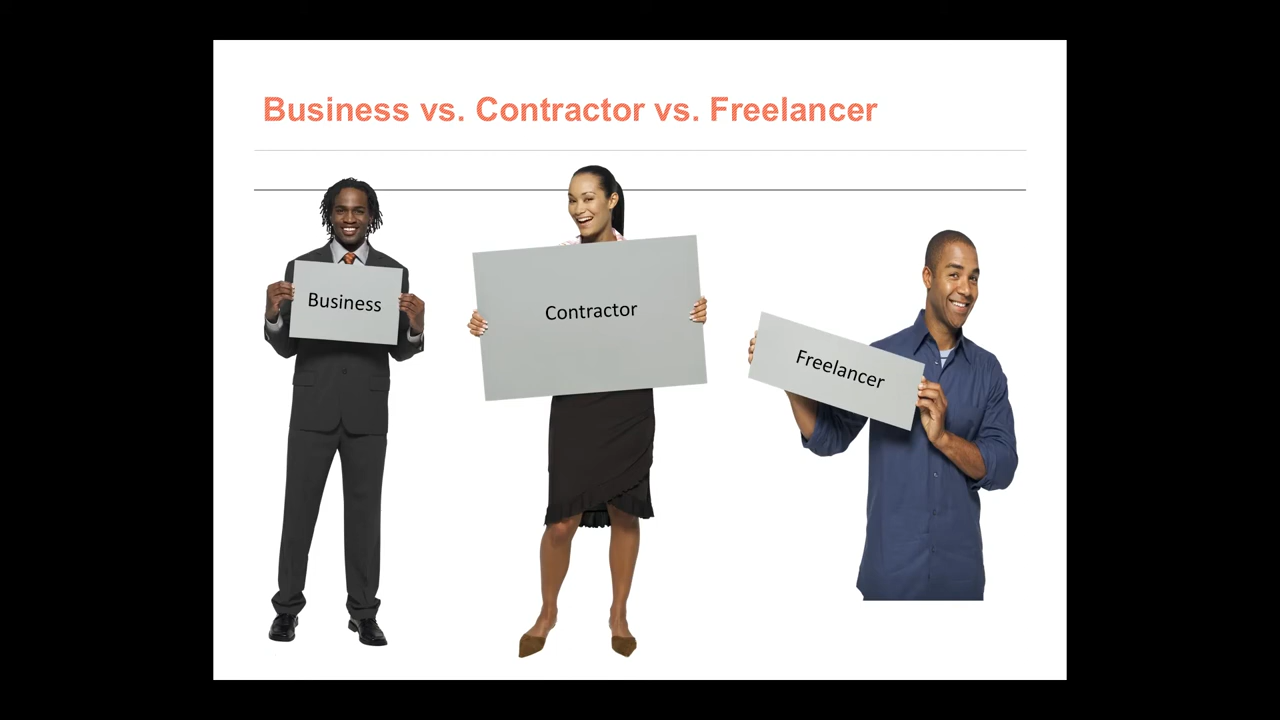 Business vs. Contractor vs. Freelancer
Business
Contractor
Freelancer